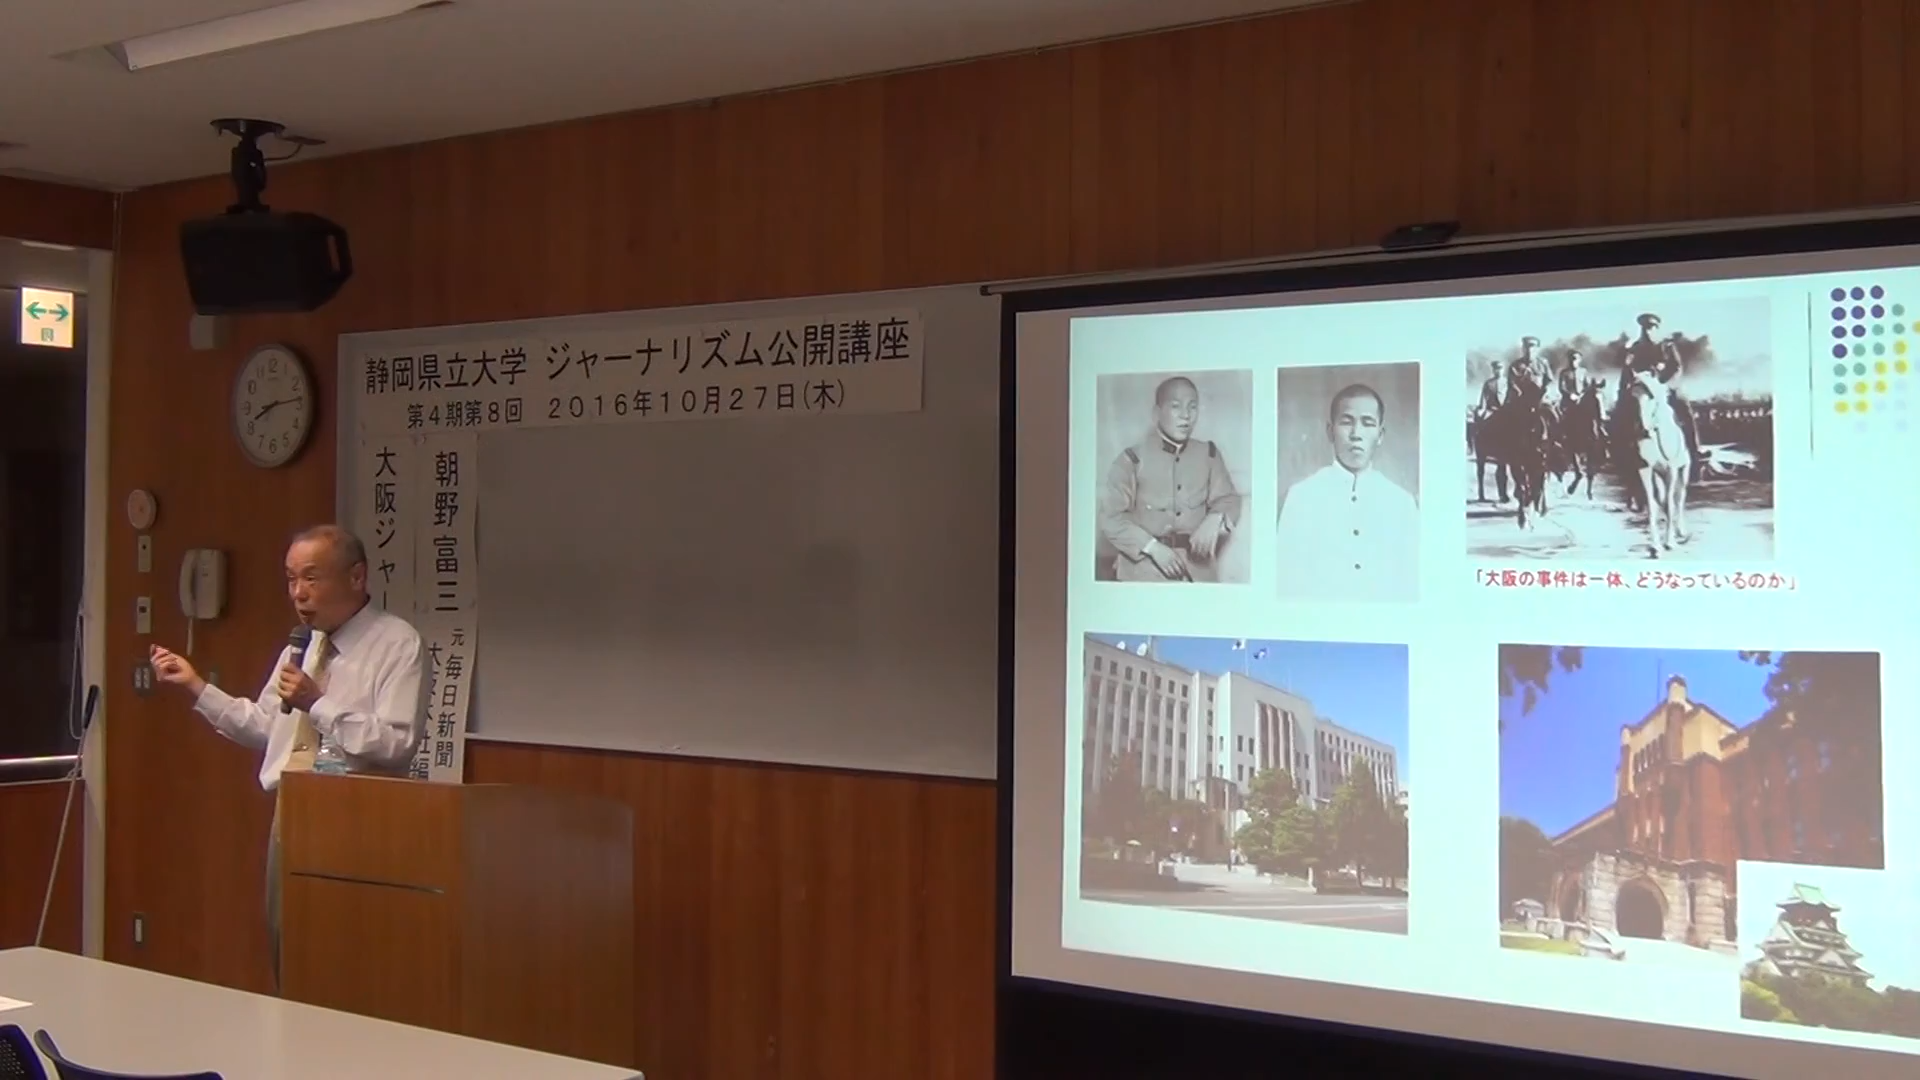 静岡県立大学 ジャーナリズム公開講座
第4期第8回 2016年10月27日(木)
朝野富三
元毎日新聞
大阪ジャー
「大阪の事件は一体、どうなっているのか」